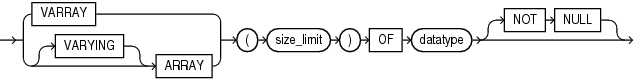 VARRAY
NOT NULL
VARYING
( size_limit ) OF datatype
ARRAY